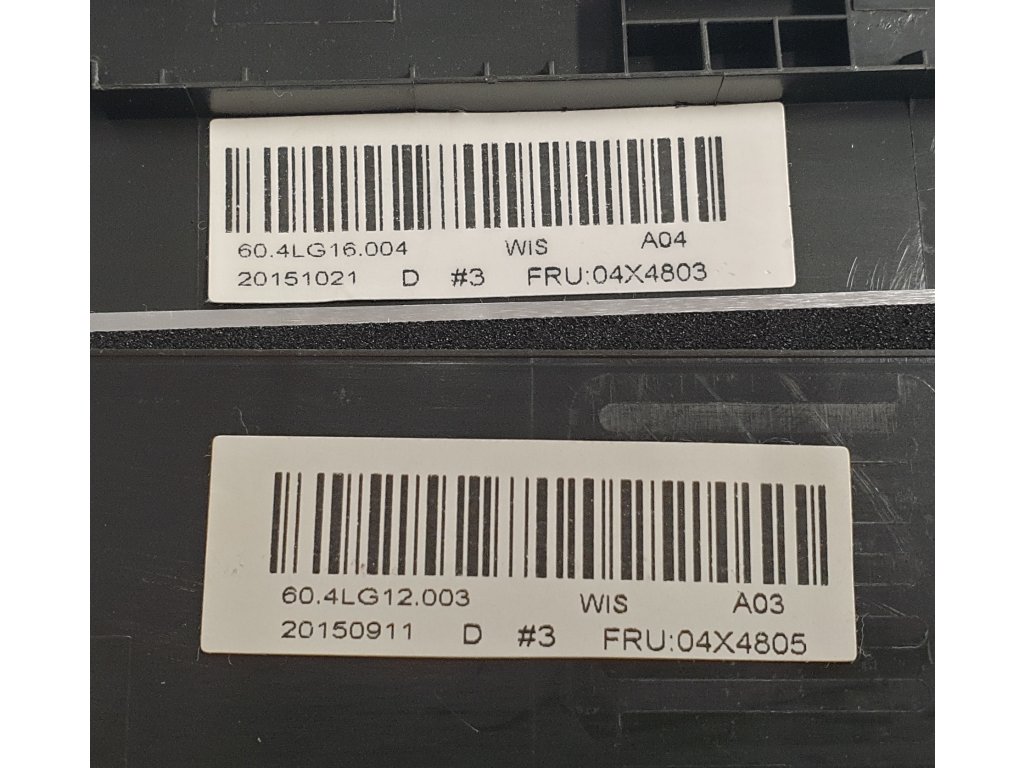 60.4LG16.004 WIS A04
20151021 D #3 FRU:04X4803
60.4LG12.003 WIS A03
20150911 D #3 FRU:04X4805